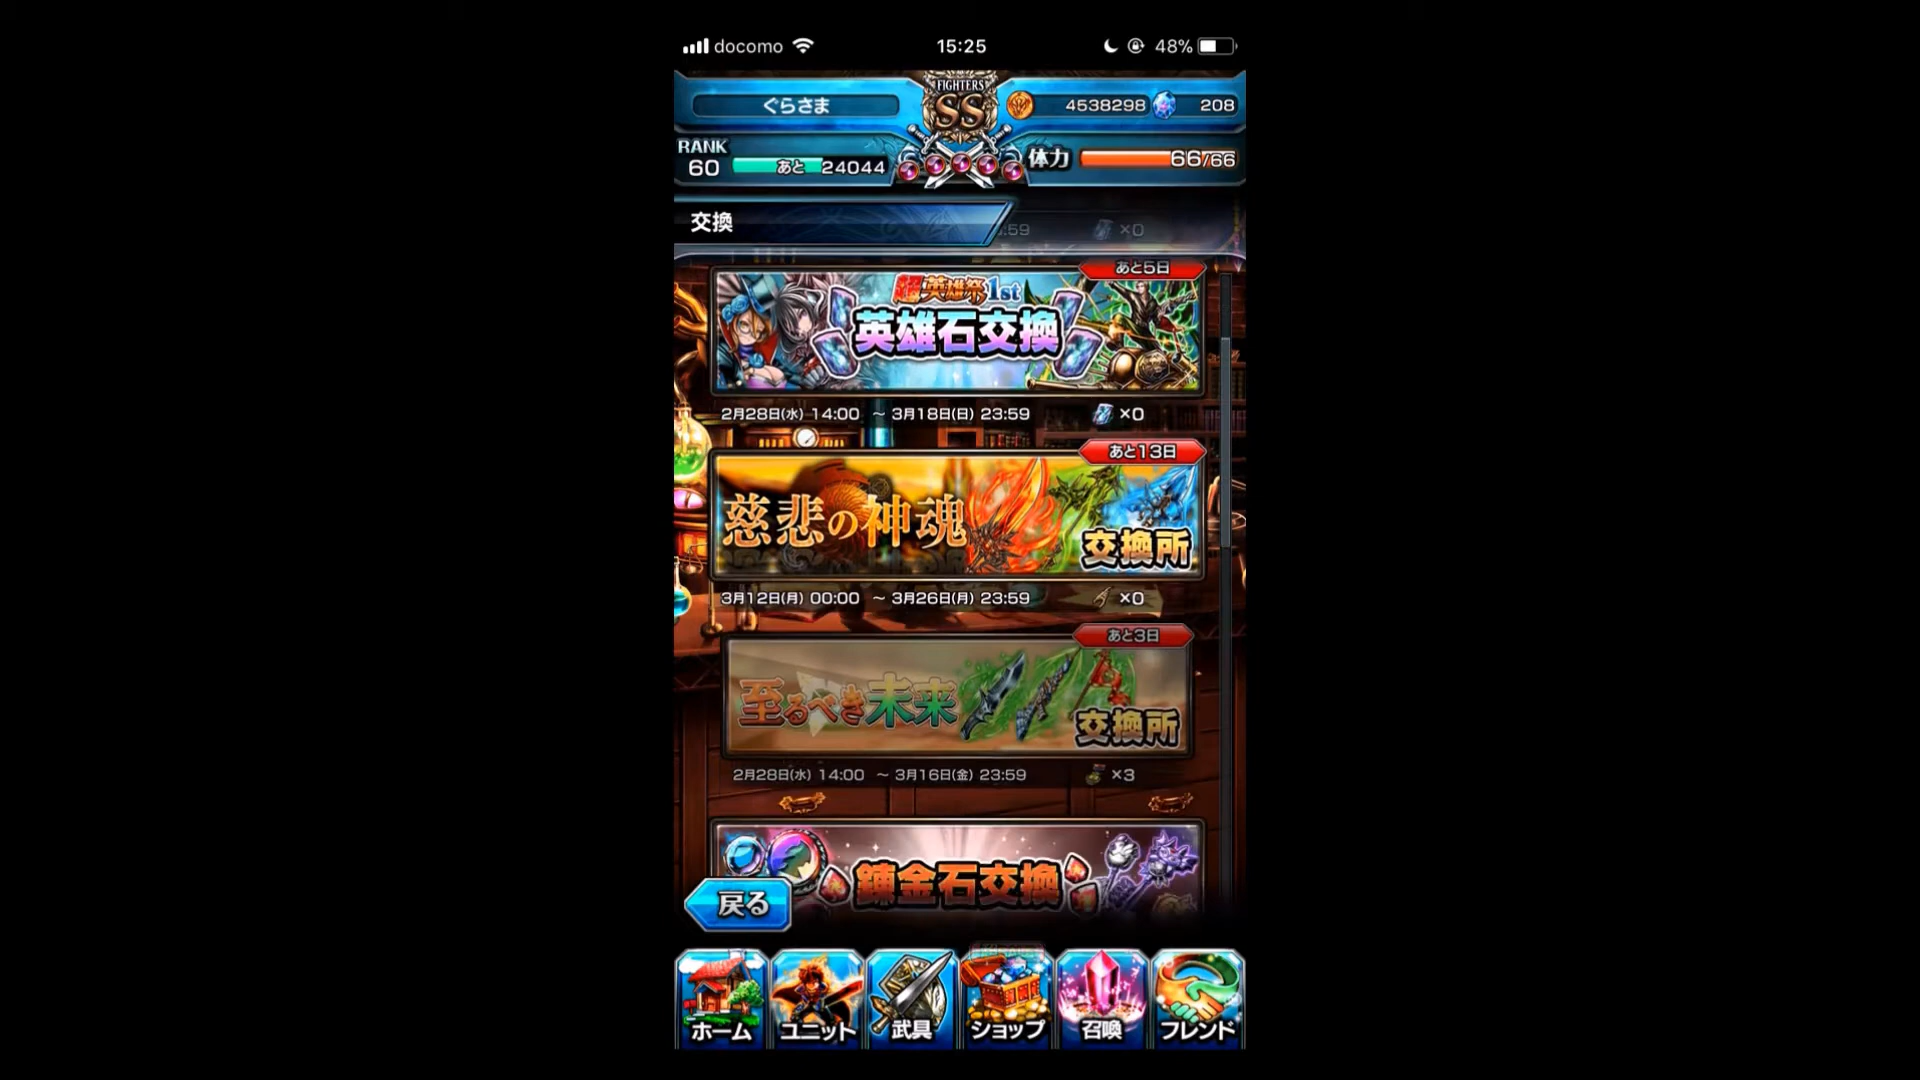 docomo 15:25 48%
ぐらさま FIGHTERS SS 4538298 208
RANK 60 あと 24044 体力 66/66
交換
:59 ×0
あと5日
超英雄祭1st
英雄石交換
2月28日(水) 14:00 ～ 3月18日(日) 23:59 ×0
あと13日
慈悲の神魂
交換所
3月12日(月) 00:00 ～ 3月26日(月) 23:59 ×0
あと3日
至るべき未来
交換所
2月28日(水) 14:00 ～ 3月16日(金) 23:59 ×3
錬金石交換
戻る
ホーム ユニット 武具 ショップ 召喚 フレンド